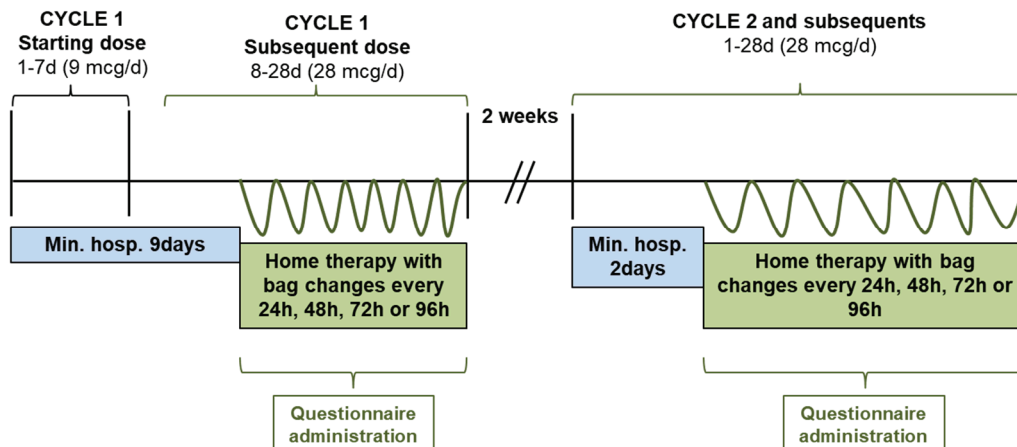 CYCLE 1
Starting dose
1-7d (9 mcg/d)
CYCLE 1
Subsequent dose
8-28d (28 mcg/d)
CYCLE 2 and subsequents
1-28d (28 mcg/d)
2 weeks
Min. hosp. 9days
Home therapy with
bag changes every
24h, 48h, 72h or 96h
Min. hosp.
2days
Home therapy with bag
changes every 24h, 48h, 72h or
96h
Questionnaire
administration
Questionnaire
administration